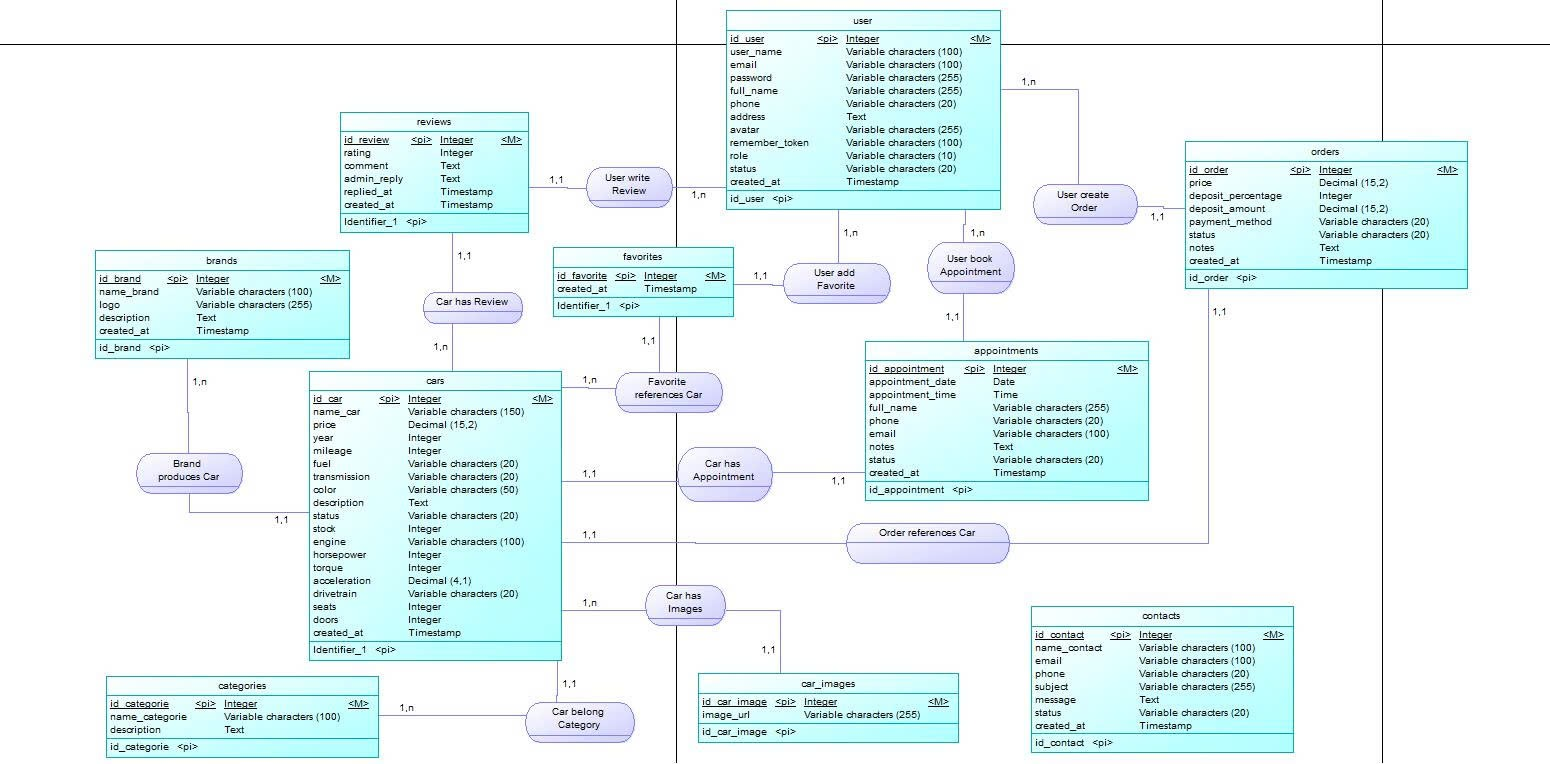 user
id_user <pi> Integer <M>
user_name Variable characters (100)
email Variable characters (100)
password Variable characters (255)
full_name Variable characters (255)
phone Variable characters (20)
address Text
avatar Variable characters (255)
remember_token Variable characters (100)
role Variable characters (10)
status Variable characters (20)
created_at Timestamp
id_user <pi>
1,n
reviews
id_review <pi> Integer <M>
rating Integer
comment Text
admin_reply Text
replied_at Timestamp
created_at Timestamp
Identifier_1 <pi>
1,1
User write
Review
1,n
User create
Order
1,1
orders
id_order <pi> Integer <M>
price Decimal (15,2)
deposit_percentage Integer
deposit_amount Decimal (15,2)
payment_method Variable characters (20)
status Variable characters (20)
notes Text
created_at Timestamp
id_order <pi>
brands
id_brand <pi> Integer <M>
name_brand Variable characters (100)
logo Variable characters (255)
description Text
created_at Timestamp
id_brand <pi>
1,1
Car has Review
1,n
favorites
id_favorite <pi> Integer <M>
created_at Timestamp
Identifier_1 <pi>
1,1
User add
Favorite
1,n
1,n
User book
Appointment
1,1
1,1
1,n
Brand
produces Car
1,1
cars
id_car <pi> Integer <M>
name_car Variable characters (150)
price Decimal (15,2)
year Integer
mileage Integer
fuel Variable characters (20)
transmission Variable characters (20)
color Variable characters (50)
description Text
status Variable characters (20)
stock Integer
engine Variable characters (100)
horsepower Integer
torque Integer
acceleration Decimal (4,1)
drivetrain Variable characters (20)
seats Integer
doors Integer
created_at Timestamp
Identifier_1 <pi>
1,1
1,n
Favorite
references Car
appointments
id_appointment <pi> Integer <M>
appointment_date Date
appointment_time Time
full_name Variable characters (255)
phone Variable characters (20)
email Variable characters (100)
notes Text
status Variable characters (20)
created_at Timestamp
id_appointment <pi>
1,1
Car has
Appointment
1,1
1,1
Order references Car
1,n
Car has
Images
1,1
car_images
id_car_image <pi> Integer <M>
image_url Variable characters (255)
id_car_image <pi>
contacts
id_contact <pi> Integer <M>
name_contact Variable characters (100)
email Variable characters (100)
phone Variable characters (20)
subject Variable characters (255)
message Text
status Variable characters (20)
created_at Timestamp
id_contact <pi>
categories
id_categorie <pi> Integer <M>
name_categorie Variable characters (100)
description Text
id_categorie <pi>
1,n
1,1
Car belong
Category